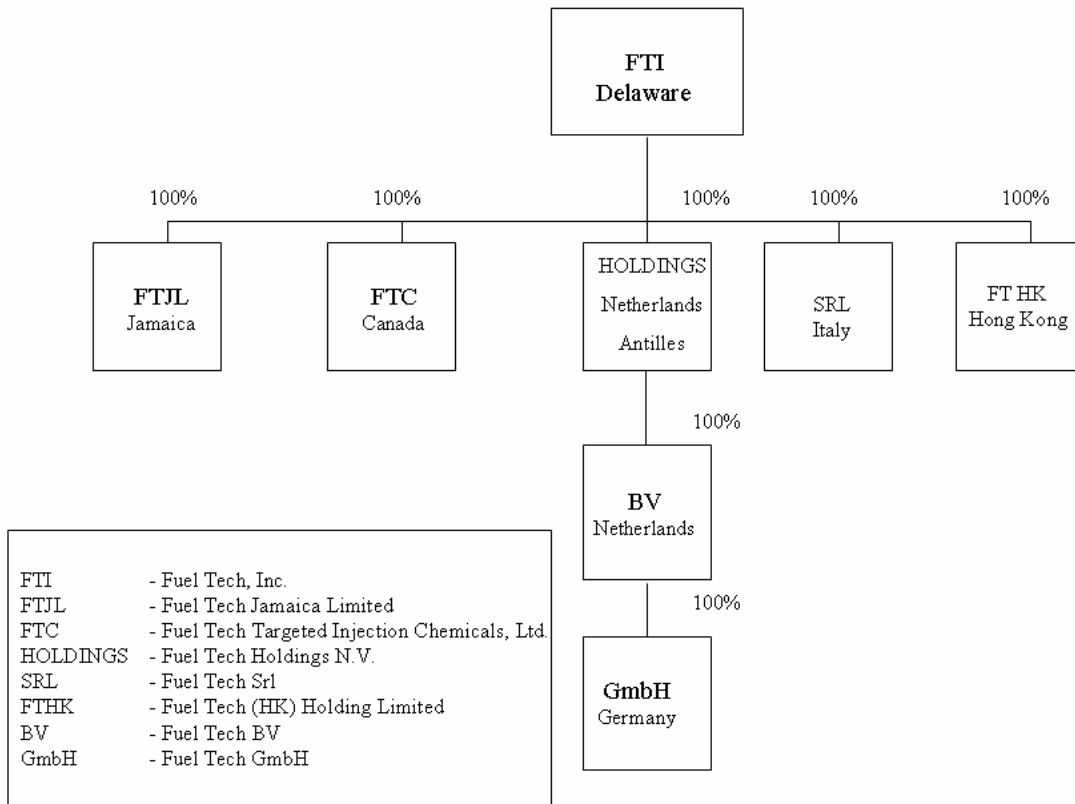 FTI
Delaware
100% 100% 100% 100% 100%
FTJL
Jamaica
FTC
Canada
HOLDINGS
Netherlands
Antilles
SRL
Italy
FT HK
Hong Kong
100%
BV
Netherlands
100%
GmbH
Germany
FTI - Fuel Tech, Inc.
FTJL - Fuel Tech Jamaica Limited
FTC - Fuel Tech Targeted Injection Chemicals, Ltd.
HOLDINGS - Fuel Tech Holdings N.V.
SRL - Fuel Tech Srl
FTHK - Fuel Tech (HK) Holding Limited
BV - Fuel Tech BV
GmbH - Fuel Tech GmbH